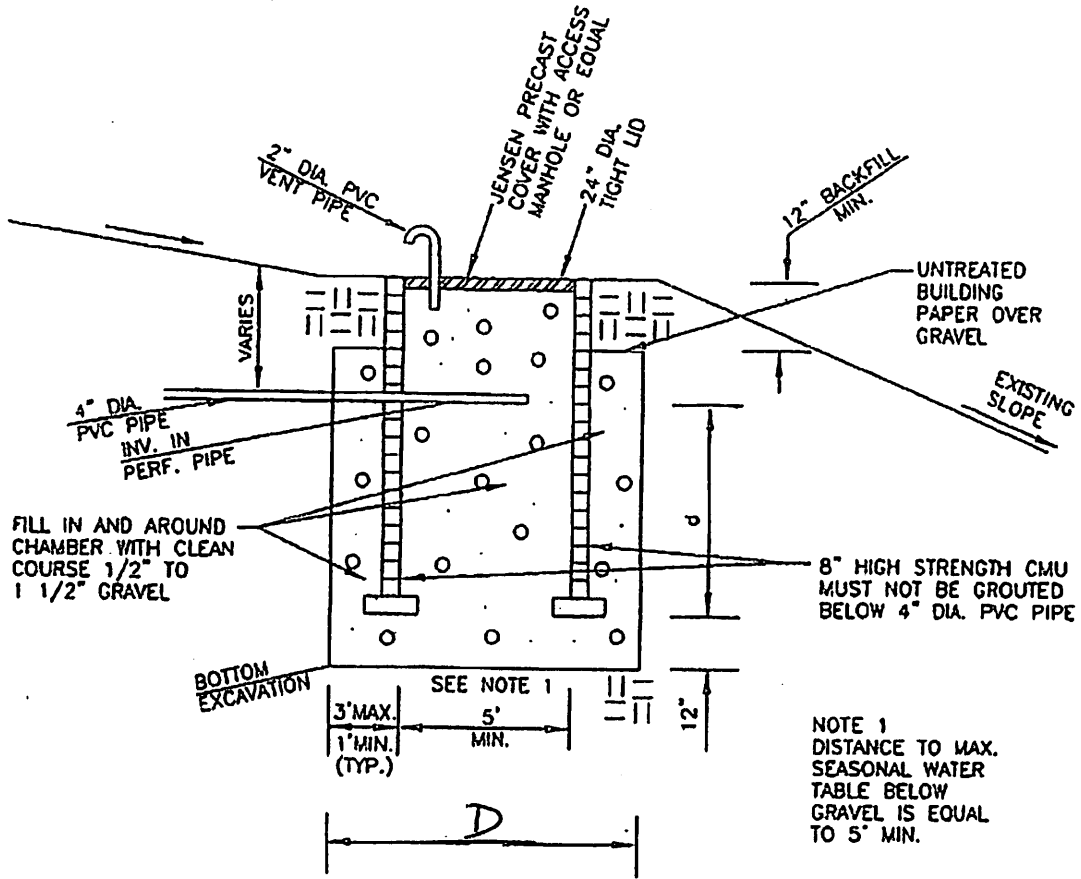 JENSEN PRECAST
COVER WITH ACCESS
MANHOLE OR EQUAL
24" DIA.
TIGHT LID
2" DIA. PVC
VENT PIPE
12" BACKFILL
MIN.
UNTREATED
BUILDING
PAPER OVER
GRAVEL
VARIES
EXISTING
SLOPE
4" DIA.
PVC PIPE
INV. IN
PERF. PIPE
d
FILL IN AND AROUND
CHAMBER WITH CLEAN
COURSE 1/2" TO
1 1/2" GRAVEL
8" HIGH STRENGTH CMU
MUST NOT BE GROUTED
BELOW 4" DIA. PVC PIPE
BOTTOM
EXCAVATION
SEE NOTE 1
3'MAX.
1'MIN.
(TYP.)
5'
MIN.
12"
NOTE 1
DISTANCE TO MAX.
SEASONAL WATER
TABLE BELOW
GRAVEL IS EQUAL
TO 5' MIN.
D